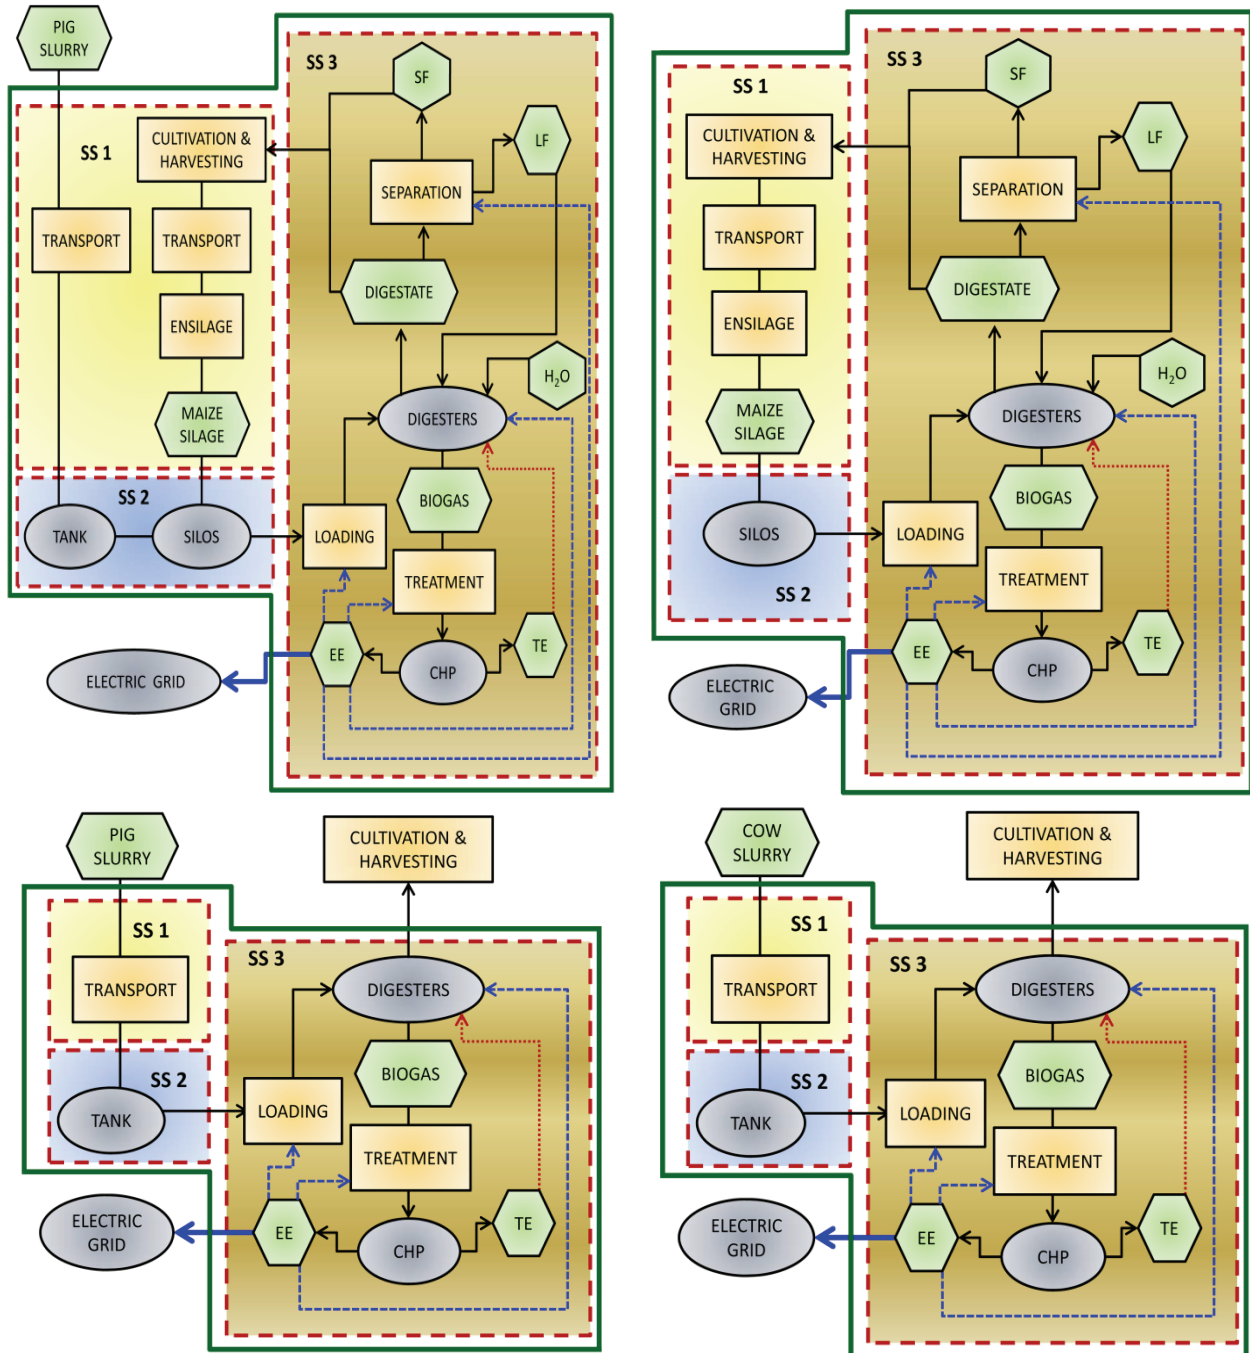 PIG
SLURRY
SS 1
CULTIVATION &
HARVESTING
TRANSPORT
TRANSPORT
ENSILAGE
MAIZE
SILAGE
SS 2
TANK
SILOS
SS 3
SF
LF
SEPARATION
DIGESTATE
H₂O
DIGESTERS
BIOGAS
LOADING
TREATMENT
EE
CHP
TE
ELECTRIC GRID
SS 1
CULTIVATION &
HARVESTING
TRANSPORT
ENSILAGE
MAIZE
SILAGE
SILOS
SS 2
SS 3
SF
LF
SEPARATION
DIGESTATE
H₂O
DIGESTERS
BIOGAS
LOADING
TREATMENT
EE
CHP
TE
ELECTRIC
GRID
PIG
SLURRY
CULTIVATION &
HARVESTING
SS 1
TRANSPORT
SS 2
TANK
SS 3
DIGESTERS
BIOGAS
LOADING
TREATMENT
EE
CHP
TE
ELECTRIC
GRID
COW
SLURRY
CULTIVATION &
HARVESTING
SS 1
TRANSPORT
SS 2
TANK
SS 3
DIGESTERS
BIOGAS
LOADING
TREATMENT
EE
CHP
TE
ELECTRIC
GRID